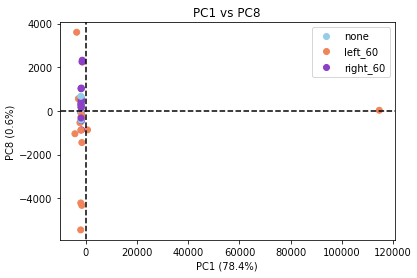 PC1 vs PC8
4000
2000
0
−2000
−4000
PC8 (0.6%)
none
left_60
right_60
0
20000
40000
60000
80000
100000
120000
PC1 (78.4%)